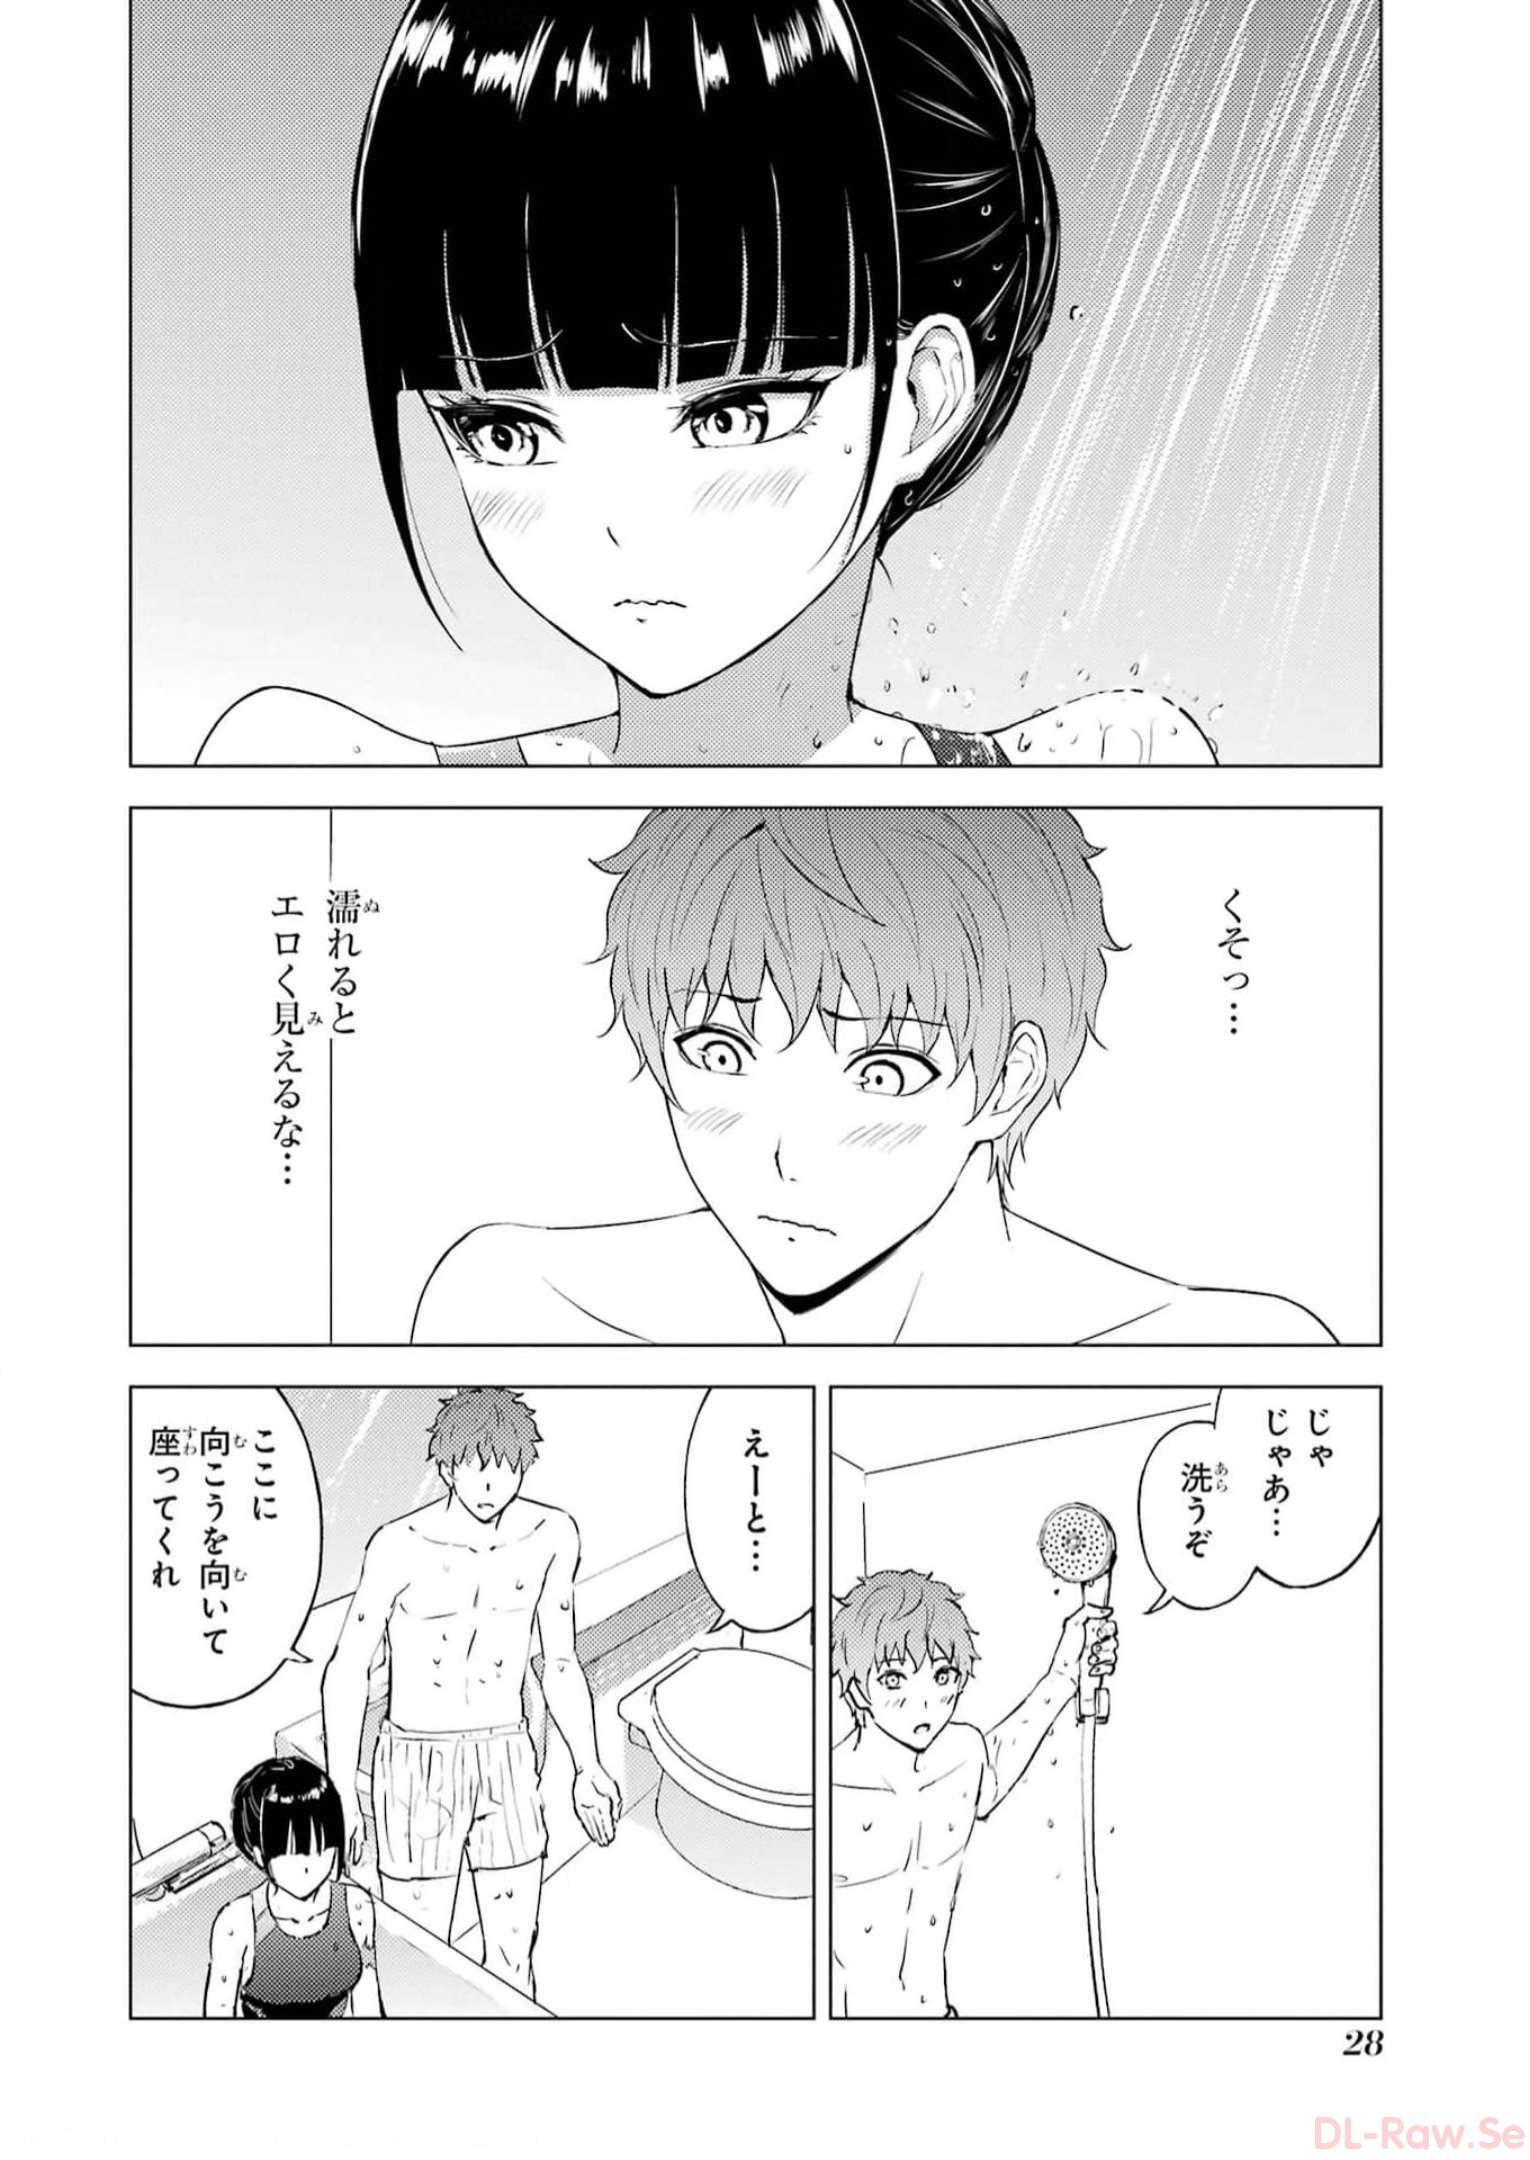 くそっ…
濡れると
エロく見えるな…
じゃ
じゃあ…
洗うぞ
えーと…
ここに
向こうを向いて
座ってくれ
28
DL-Raw.Se